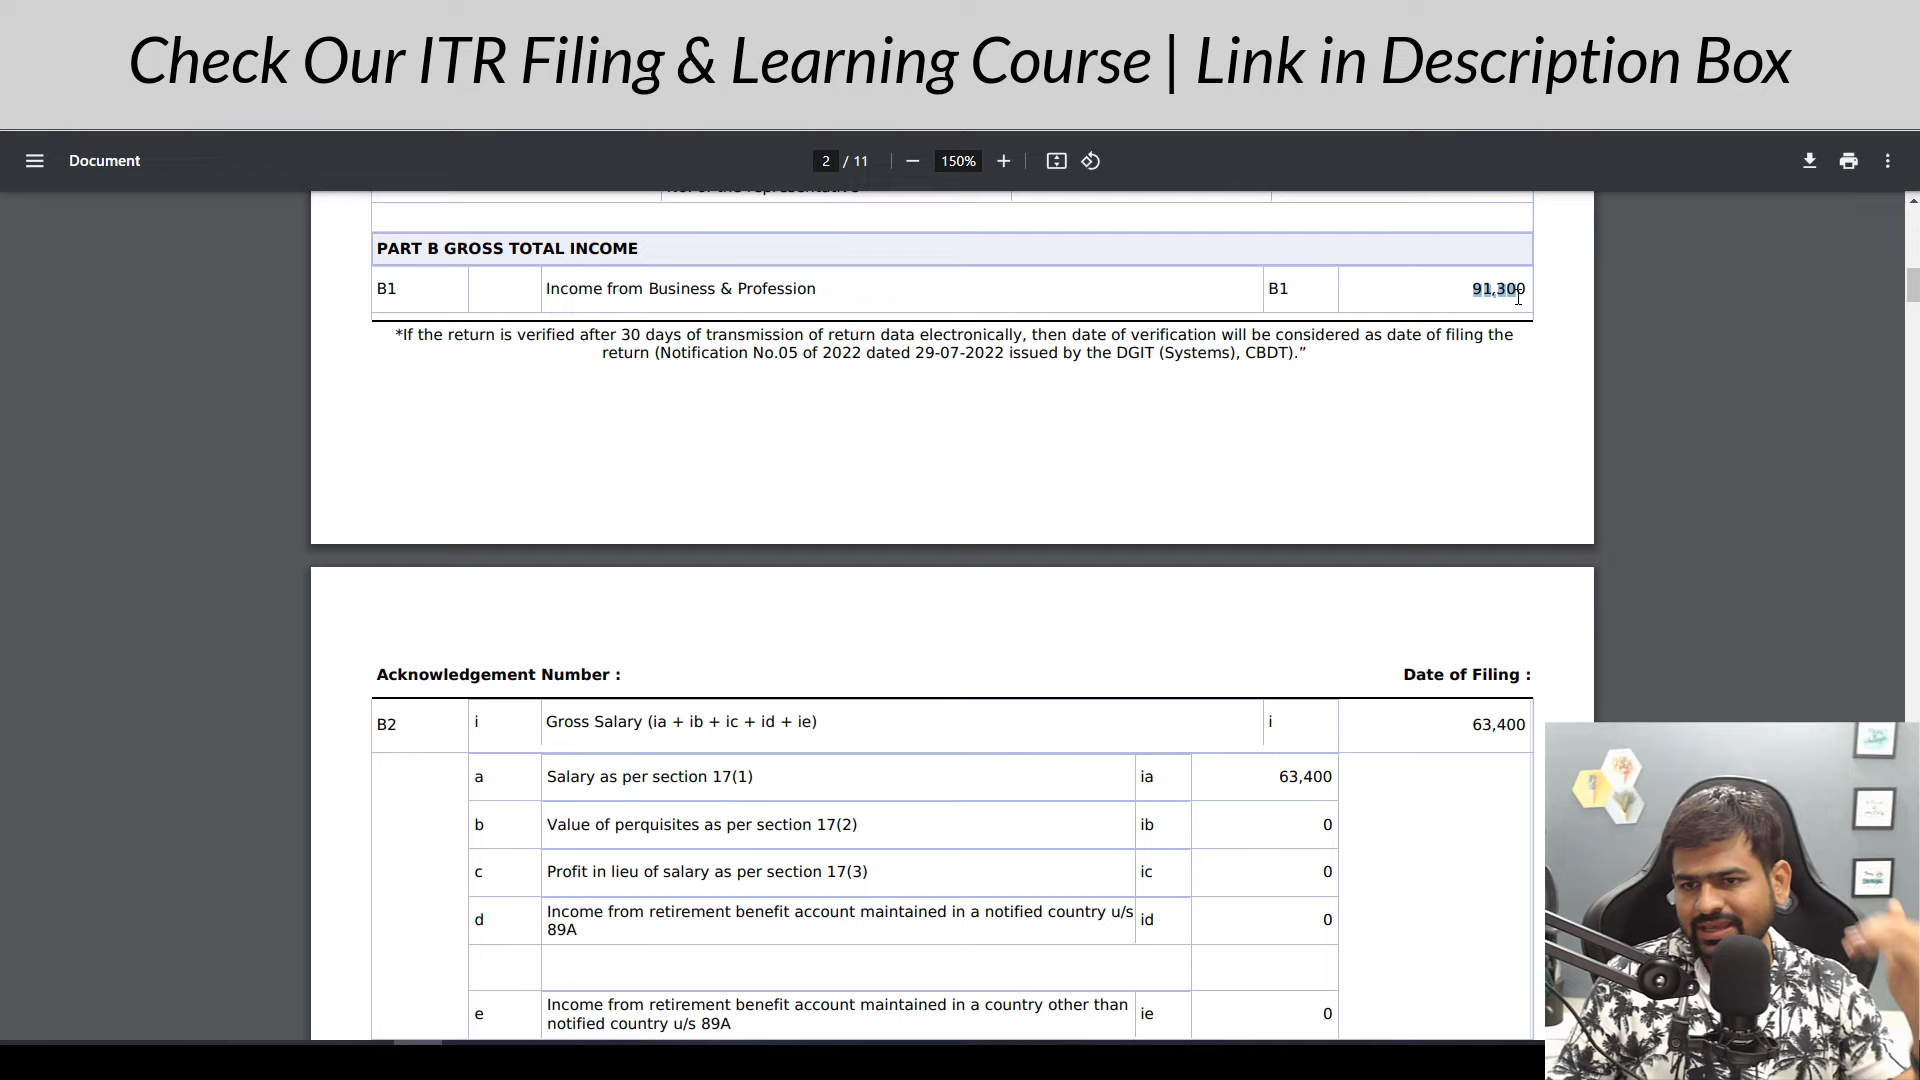 Check Our ITR Filing & Learning Course | Link in Description Box
Document
2 / 11
150%
PART B GROSS TOTAL INCOME
B1 Income from Business & Profession B1 91,300
*If the return is verified after 30 days of transmission of return data electronically, then date of verification will be considered as date of filing the
return (Notification No.05 of 2022 dated 29-07-2022 issued by the DGIT (Systems), CBDT).”
Acknowledgement Number : Date of Filing :
B2 i Gross Salary (ia + ib + ic + id + ie) i 63,400
a Salary as per section 17(1) ia 63,400
b Value of perquisites as per section 17(2) ib 0
c Profit in lieu of salary as per section 17(3) ic 0
d Income from retirement benefit account maintained in a notified country u/s id 0
89A
e Income from retirement benefit account maintained in a country other than ie 0
notified country u/s 89A